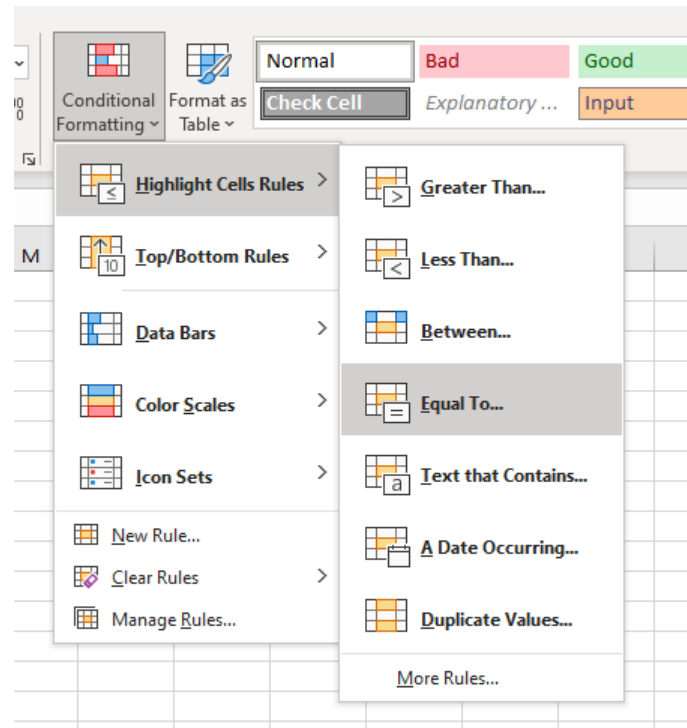 Normal
Bad
Good
Conditional
Formatting
Format as
Table
Check Cell
Explanatory ...
Input
M
≤
Highlight Cells Rules
10
Top/Bottom Rules
Data Bars
Color Scales
Icon Sets
New Rule...
Clear Rules
Manage Rules...
>
Greater Than...
<
Less Than...
Between...
=
Equal To...
a
Text that Contains...
A Date Occurring...
Duplicate Values...
More Rules...